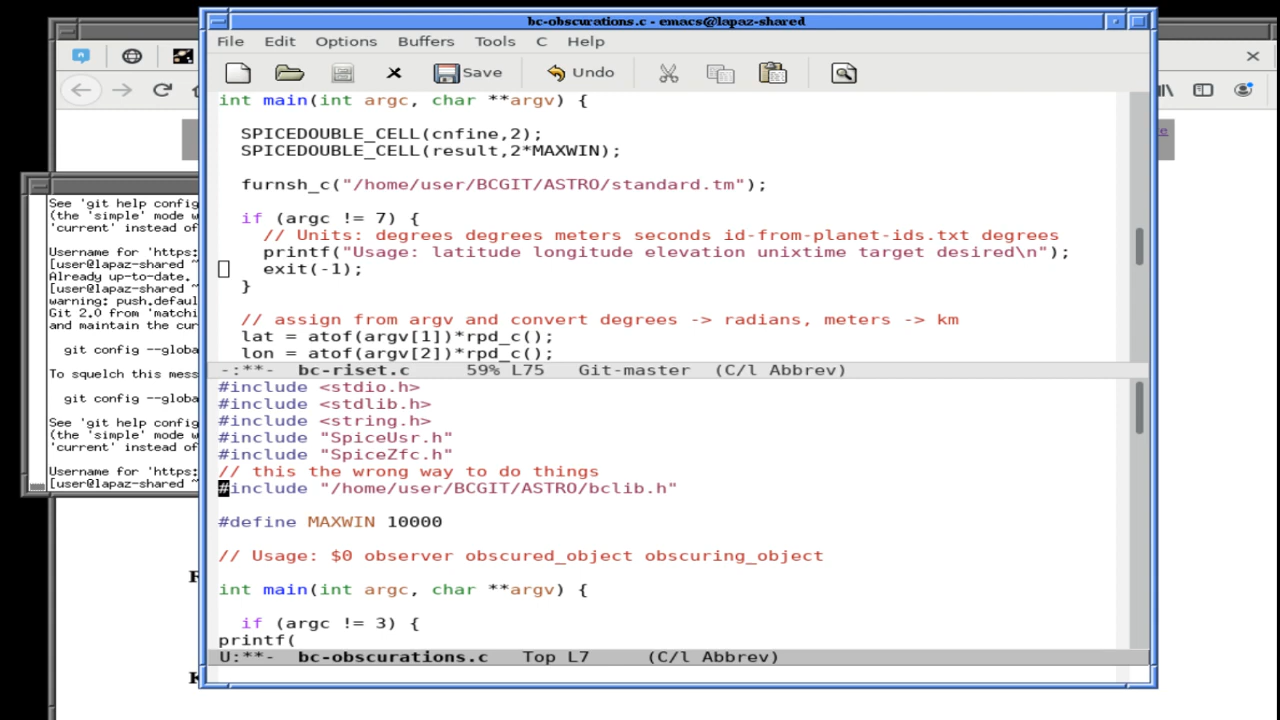 bc-obscurations.c - emacs@lapaz-shared
File Edit Options Buffers Tools C Help
Save Undo
int main(int argc, char **argv) {
SPICEDOUBLE_CELL(cnfine,2);
SPICEDOUBLE_CELL(result,2*MAXWIN);
furnsh_c("/home/user/BCGIT/ASTRO/standard.tm");
if (argc != 7) {
// Units: degrees degrees meters seconds id-from-planet-ids.txt degrees
printf("Usage: latitude longitude elevation unixtime target desired\n");
exit(-1);
}
// assign from argv and convert degrees -> radians, meters -> km
lat = atof(argv[1])*rpd_c();
lon = atof(argv[2])*rpd_c();
-:**- bc-riset.c 59% L75 Git-master (C/l Abbrev)
#include <stdio.h>
#include <stdlib.h>
#include <string.h>
#include "SpiceUsr.h"
#include "SpiceZfc.h"
// this the wrong way to do things
#include "/home/user/BCGIT/ASTRO/bclib.h"
#define MAXWIN 10000
// Usage: $0 observer obscured_object obscuring_object
int main(int argc, char **argv) {
if (argc != 3) {
printf(
U:**- bc-obscurations.c Top L7 (C/l Abbrev)
See 'git help config
(the 'simple' mode w
'current' instead of
Username for 'https:
[user@lapaz-shared ~
Already up-to-date.
[user@lapaz-shared ~
warning: push.defaul
Git 2.0 from 'matchi
and maintain the cur
git config --globa
To squelch this mess
git config --globa
See 'git help config
(the 'simple' mode w
'current' instead of
Username for 'https:
[user@lapaz-shared ~